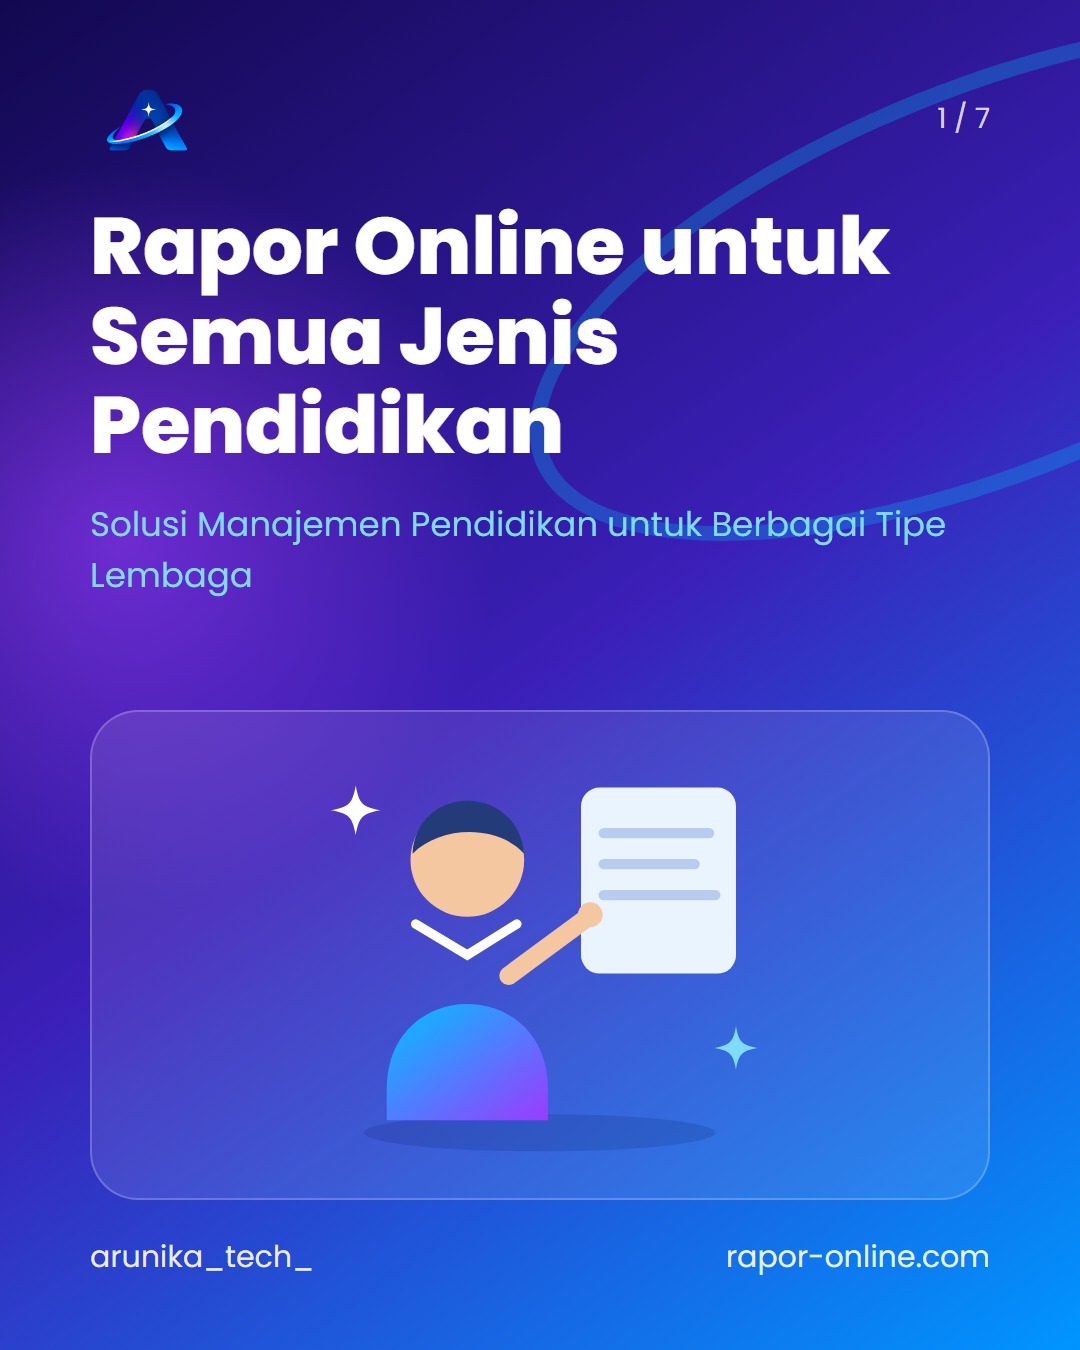 1 / 7
Rapor Online untuk
Semua Jenis
Pendidikan
Solusi Manajemen Pendidikan untuk Berbagai Tipe
Lembaga
arunika_tech_
rapor-online.com